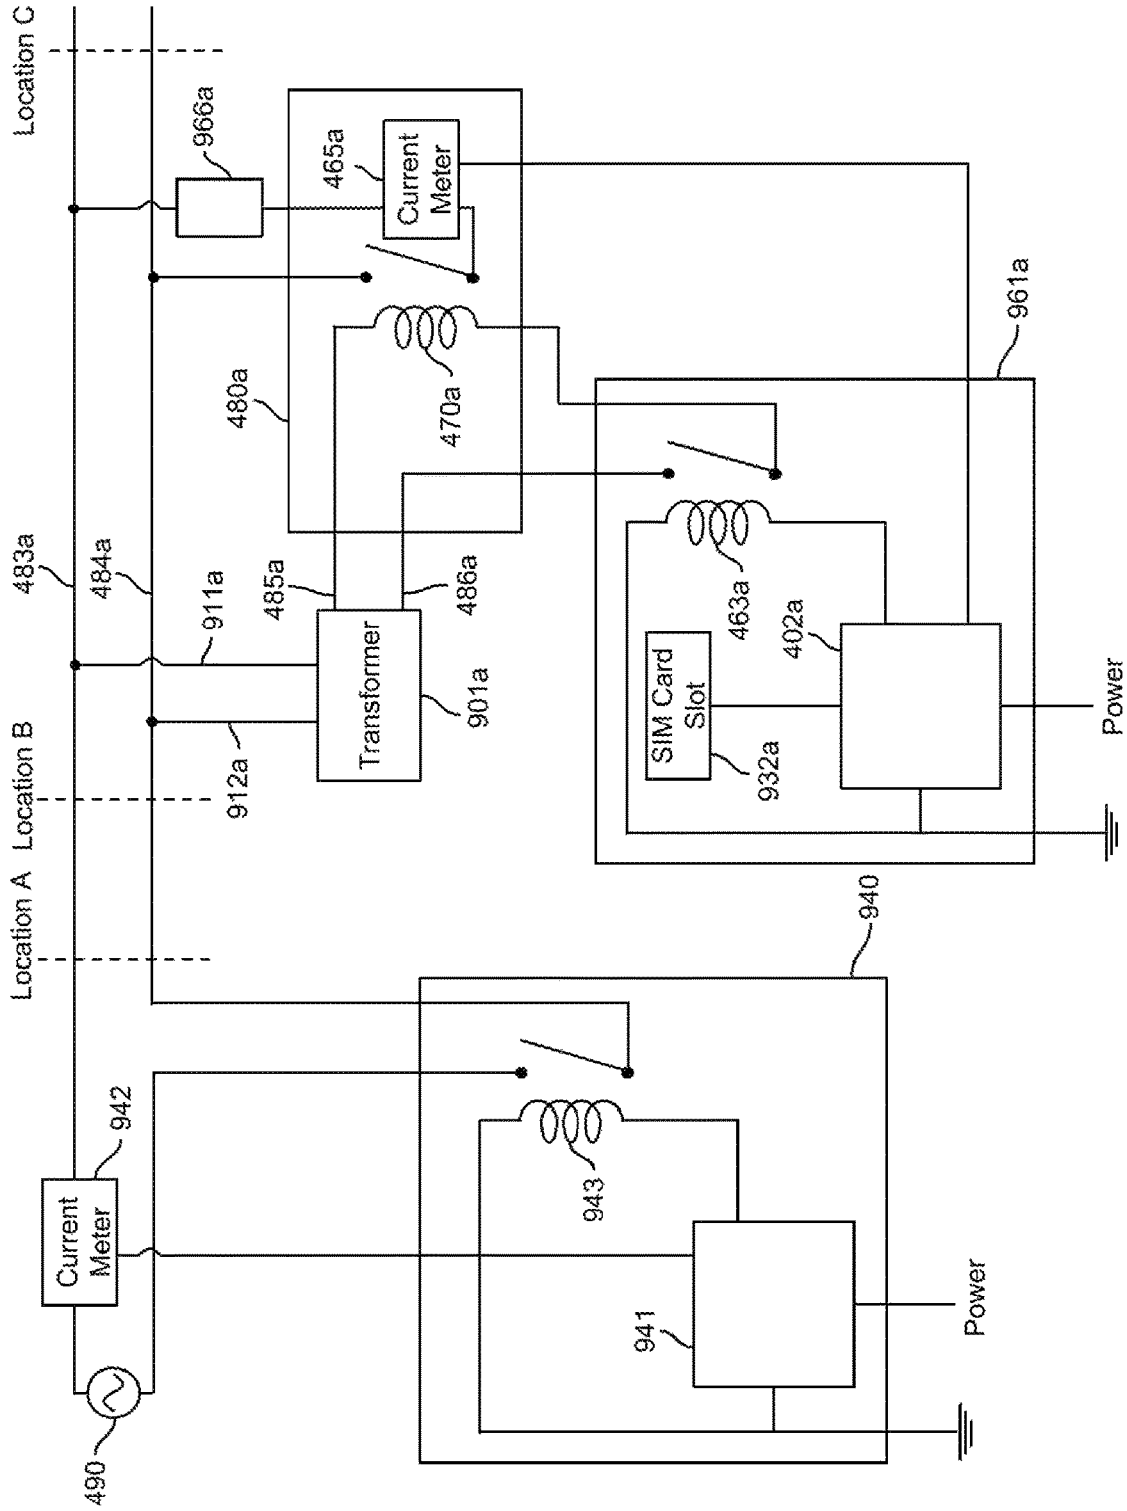 Location A
Location B
Location C
483a
484a
911a
912a
966a
480a
465a
Current
Meter
470a
485a
486a
Transformer
901a
961a
463a
402a
SIM Card
Slot
932a
Power
940
942
Current
Meter
490
943
941
Power